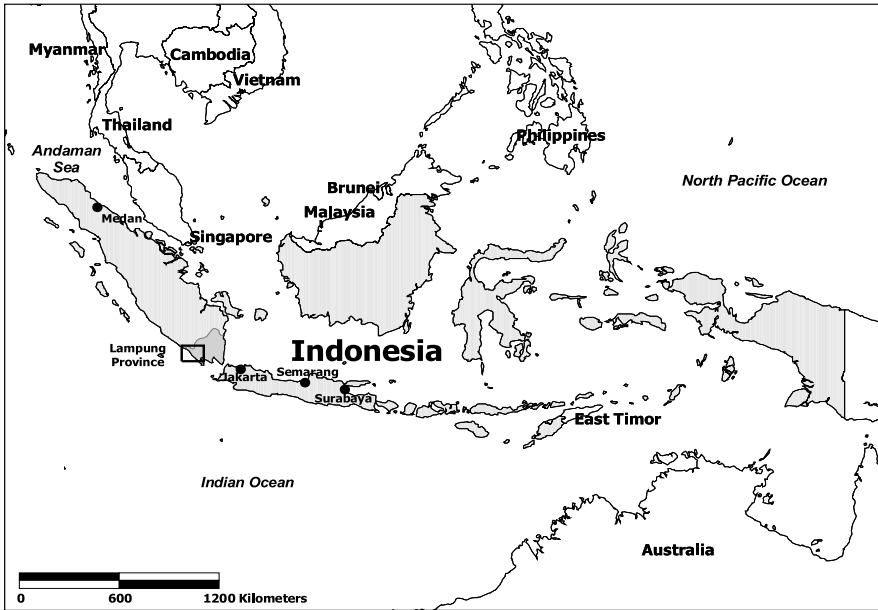 Myanmar
Cambodia
Vietnam
Thailand
Andaman
Sea
Philippines
North Pacific Ocean
Brunei
Malaysia
Medan
Singapore
Lampung
Province
Indonesia
Jakarta
Semarang
Surabaya
East Timor
Indian Ocean
Australia
0 600 1200 Kilometers